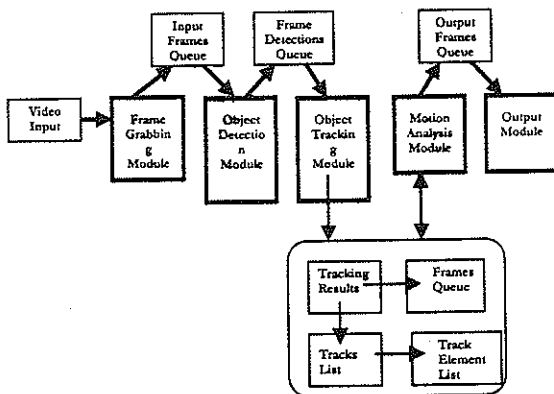 Input
Frames
Queue
Frame
Detections
Queue
Output
Frames
Queue
Video
Input
Frame
Grabbin
g
Module
Object
Detectio
n
Module
Object
Trackin
g
Module
Motion
Analysis
Module
Output
Module
Tracking
Results
Frames
Queue
Tracks
List
Track
Element
List